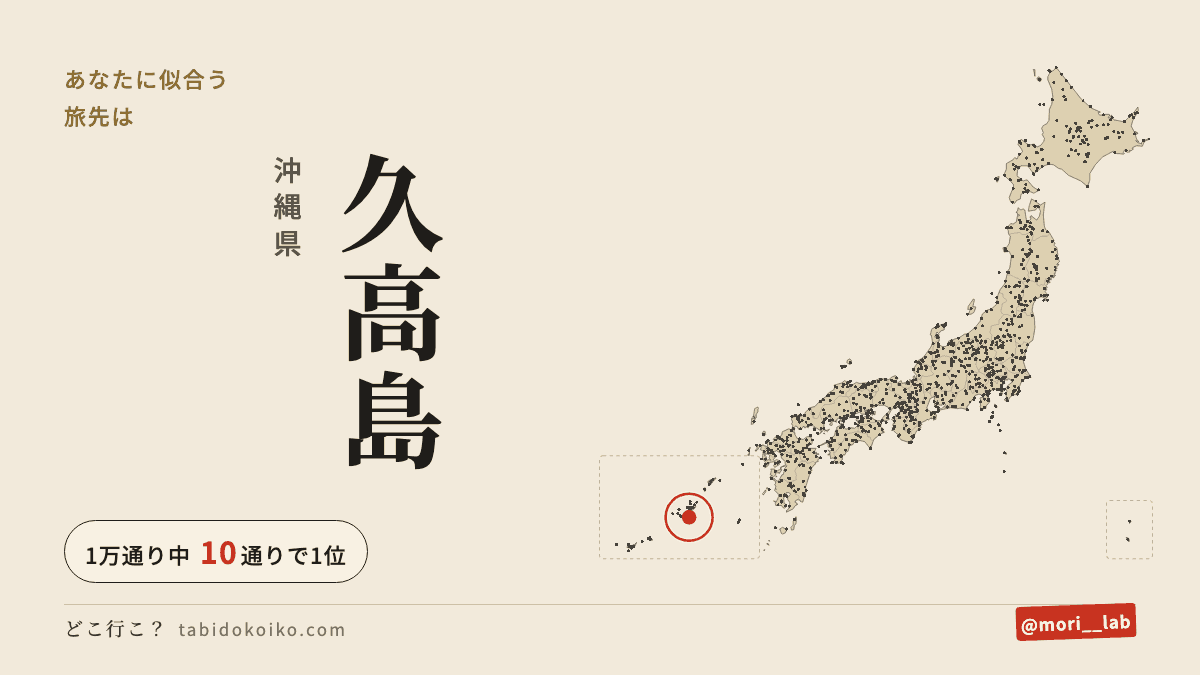 あなたに似合う
旅先は
沖縄県
久高島
1万通り中 10通りで1位
どこ行こ？ tabidokoiko.com
@mori__lab